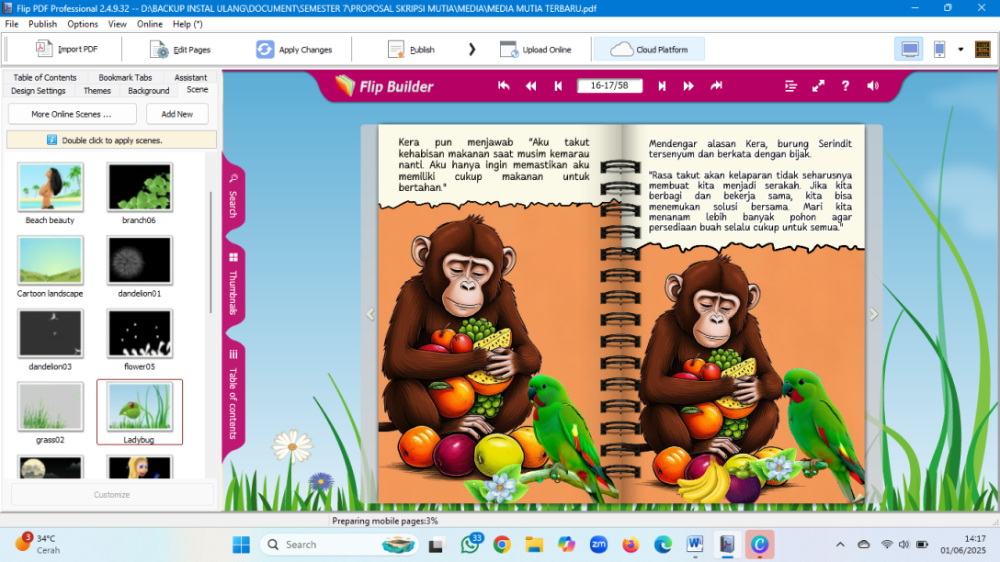 Flip PDF Professional 2.4.9.32 -- D:\BACKUP INSTAL ULANG\DOCUMENT\SEMESTER 7\PROPOSAL SKRIPSI MUTIA\MEDIA\MEDIA MUTIA TERBARU.pdf
File Publish Options View Online Help (*)
Import PDF Edit Pages Apply Changes Publish Upload Online Cloud Platform
Table of Contents Bookmark Tabs Assistant
Design Settings Themes Background Scene
More Online Scenes ... Add New
Double click to apply scenes.
Beach beauty branch06
Cartoon landscape dandelion01
dandelion03 flower05
grass02 Ladybug
Customize
Flip Builder
16-17/58
?
Search
Thumbnails
Table of contents
Kera pun menjawab "Aku takut
kehabisan makanan saat musim kemarau
nanti. Aku hanya ingin memastikan aku
memiliki cukup makanan untuk
bertahan."
Mendengar alasan Kera, burung Serindit
tersenyum dan berkata dengan bijak.
"Rasa takut akan kelaparan tidak seharusnya
membuat kita menjadi serakah. Jika kita
berbagi dan bekerja sama, kita bisa
menemukan solusi bersama. Mari kita
menanam lebih banyak pohon agar
persediaan buah selalu cukup untuk semua."
Preparing mobile pages:3%
3
34°C
Cerah
Search
33
zm
14:17
01/06/2025